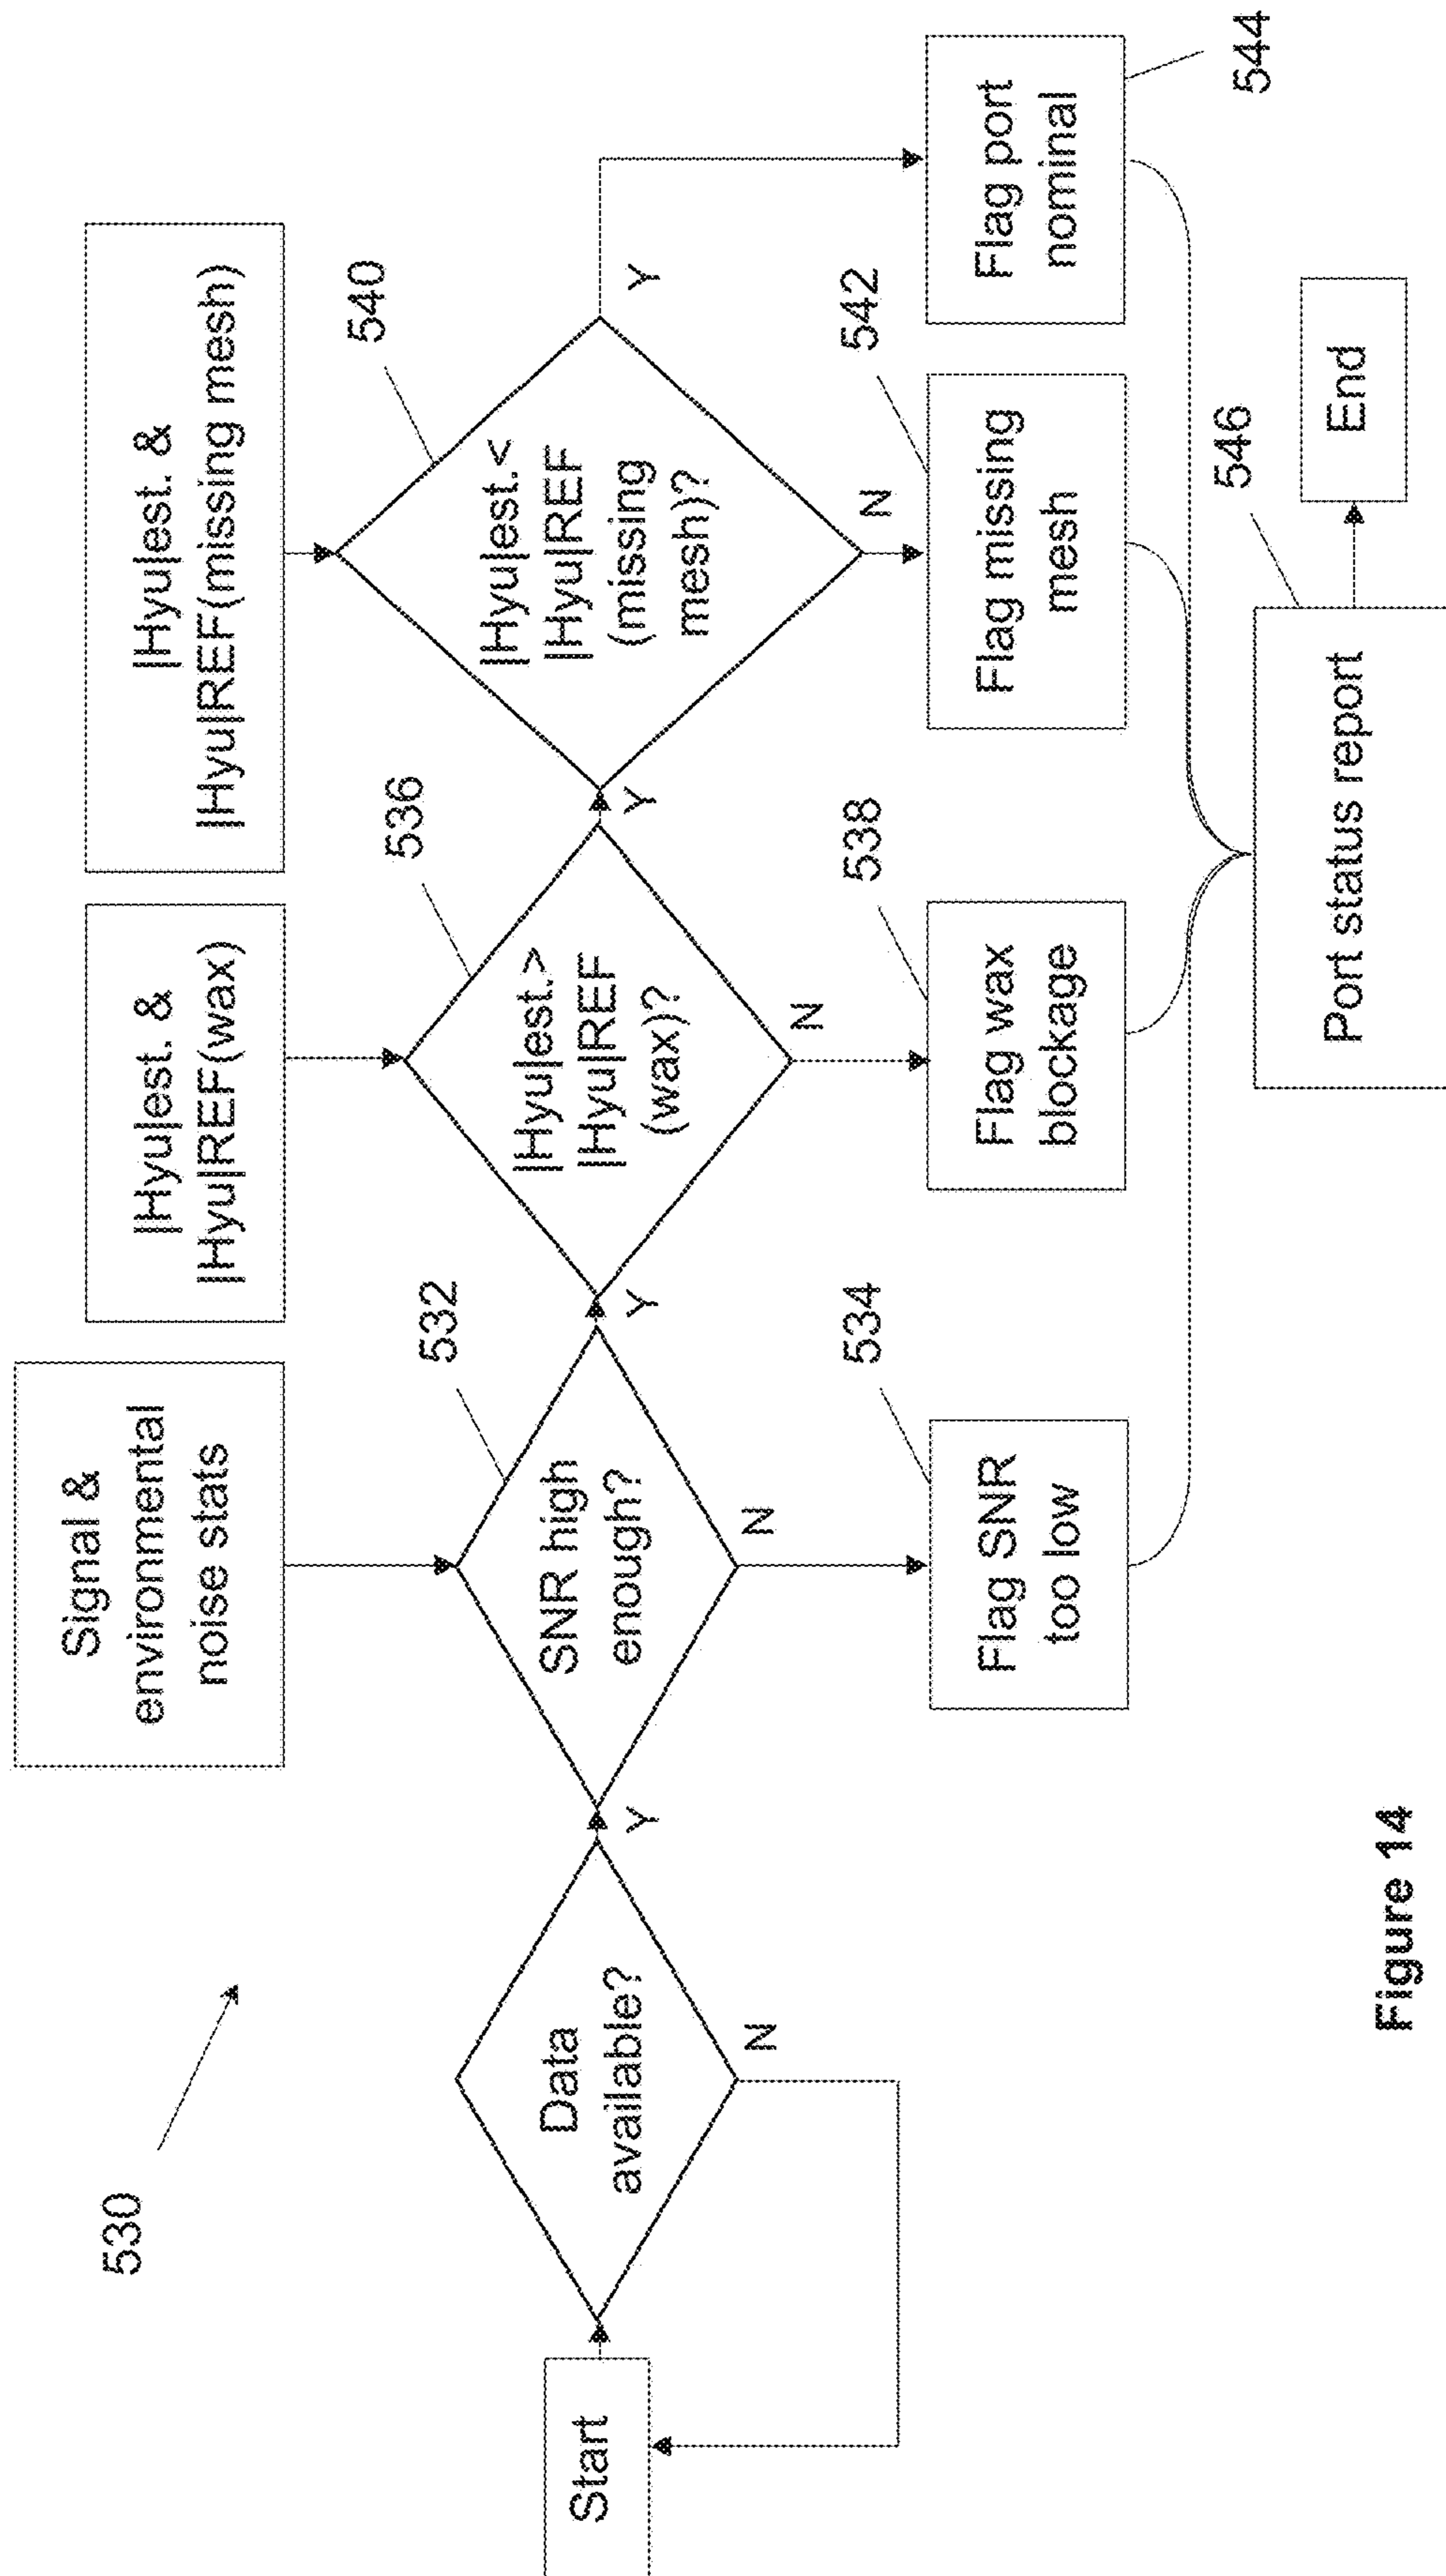 530
Signal &
environmental
noise stats
|Hyu|est. &
|Hyu|REF(wax)
|Hyu|est. &
|Hyu|REF(missing mesh)
Start
Data
available?
Y
N
532
SNR high
enough?
Y
N
536
|Hyu|est.>
|Hyu|REF
(wax)?
Y
N
540
|Hyu|est.<
|Hyu|REF
(missing
mesh)?
Y
N
534
Flag SNR
too low
538
Flag wax
blockage
542
Flag missing
mesh
Flag port
nominal
544
546
Port status report
End
Figure 14